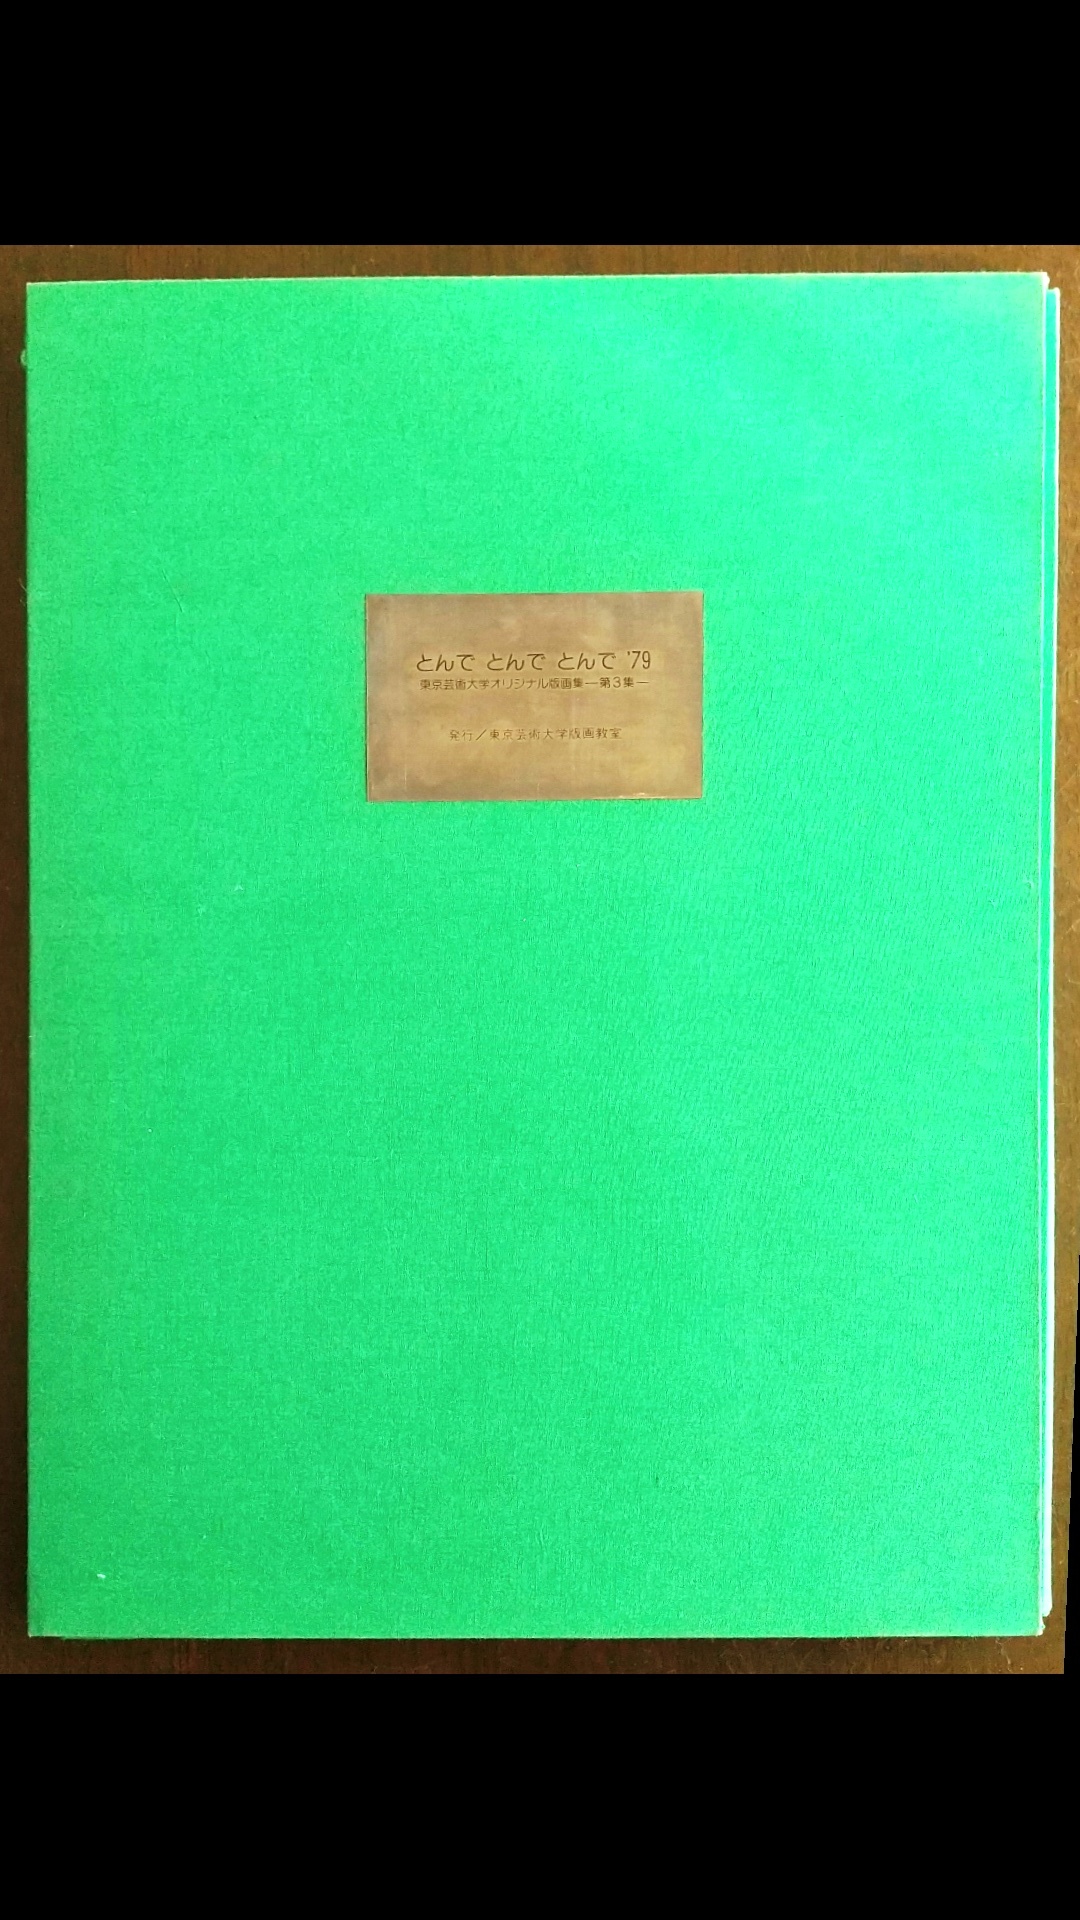 とんで とんで とんで '79
東京芸術大学オリジナル版画集―第3集―
発行/東京芸術大学版画教室